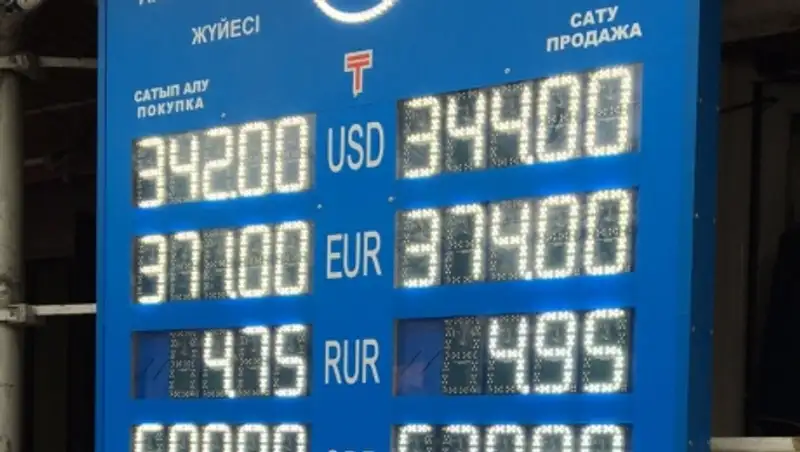 ЖҮЙЕСІ
САТУ
ПРОДАЖА
₸
САТЫП АЛУ
ПОКУПКА
342.00 USD 344.00
371.00 EUR 374.00
4.75 RUR 4.95